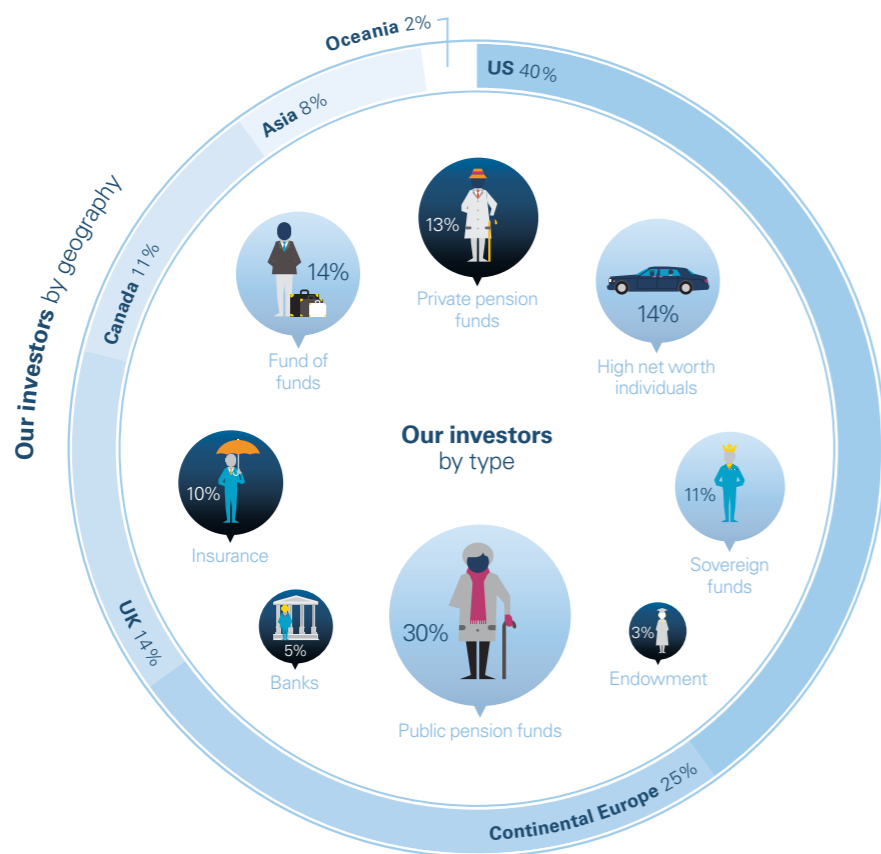 Oceania 2%
US 40%
Asia 8%
Our investors by geography
Canada 11%
13%
Private pension
funds
14%
Fund of
funds
14%
High net worth
individuals
Our investors
by type
10%
Insurance
11%
Sovereign
funds
UK 14%
5%
Banks
30%
Public pension funds
3%
Endowment
Continental Europe 25%